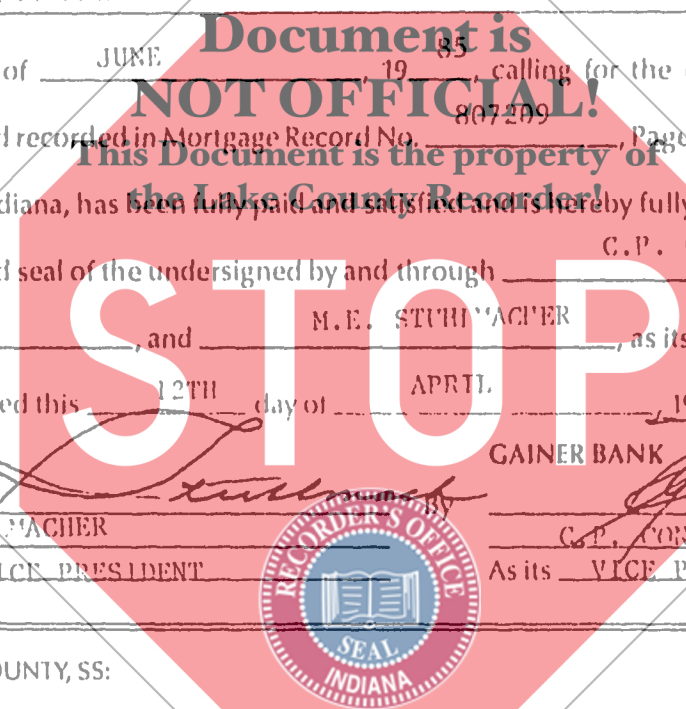 Document is
of JUNE , 19 85 , calling for the
NOT OFFICIAL!
recorded in Mortgage Record No. 807209 , Page
This Document is the property of
the Lake County Recorder!
diana, has been fully paid and satisfied and is hereby fully
C.P.
d seal of the undersigned by and through
STOP
, and M.E. , as its
ed this 12TH day of APRIL , 19
GAINER BANK
By
MACHER C.P. CON
ICE PRESIDENT As its VICE P
RECORDER'S OFFICE
SEAL
INDIANA
OUNTY, SS: